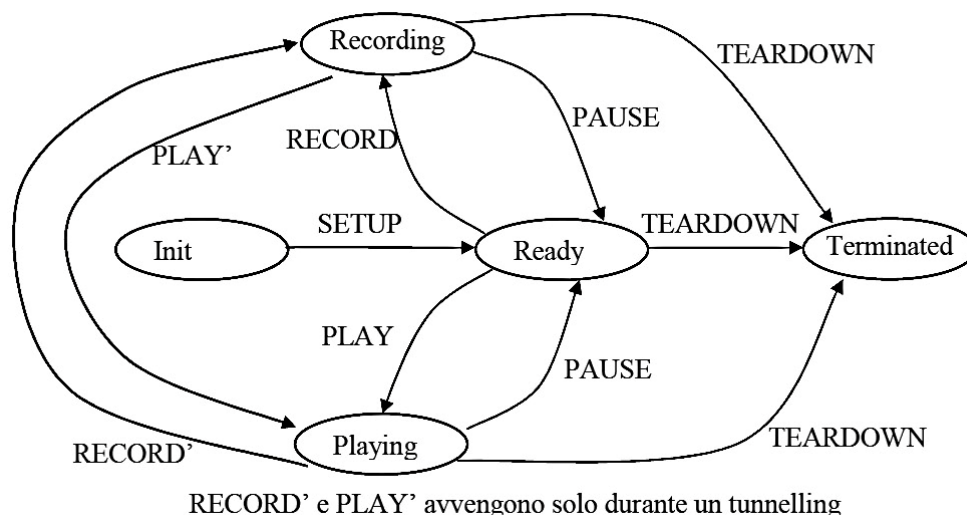 Recording
TEARDOWN
PAUSE
RECORD
PLAY’
SETUP
TEARDOWN
Init
Ready
Terminated
PLAY
PAUSE
Playing
TEARDOWN
RECORD’
RECORD’ e PLAY’ avvengono solo durante un tunnelling